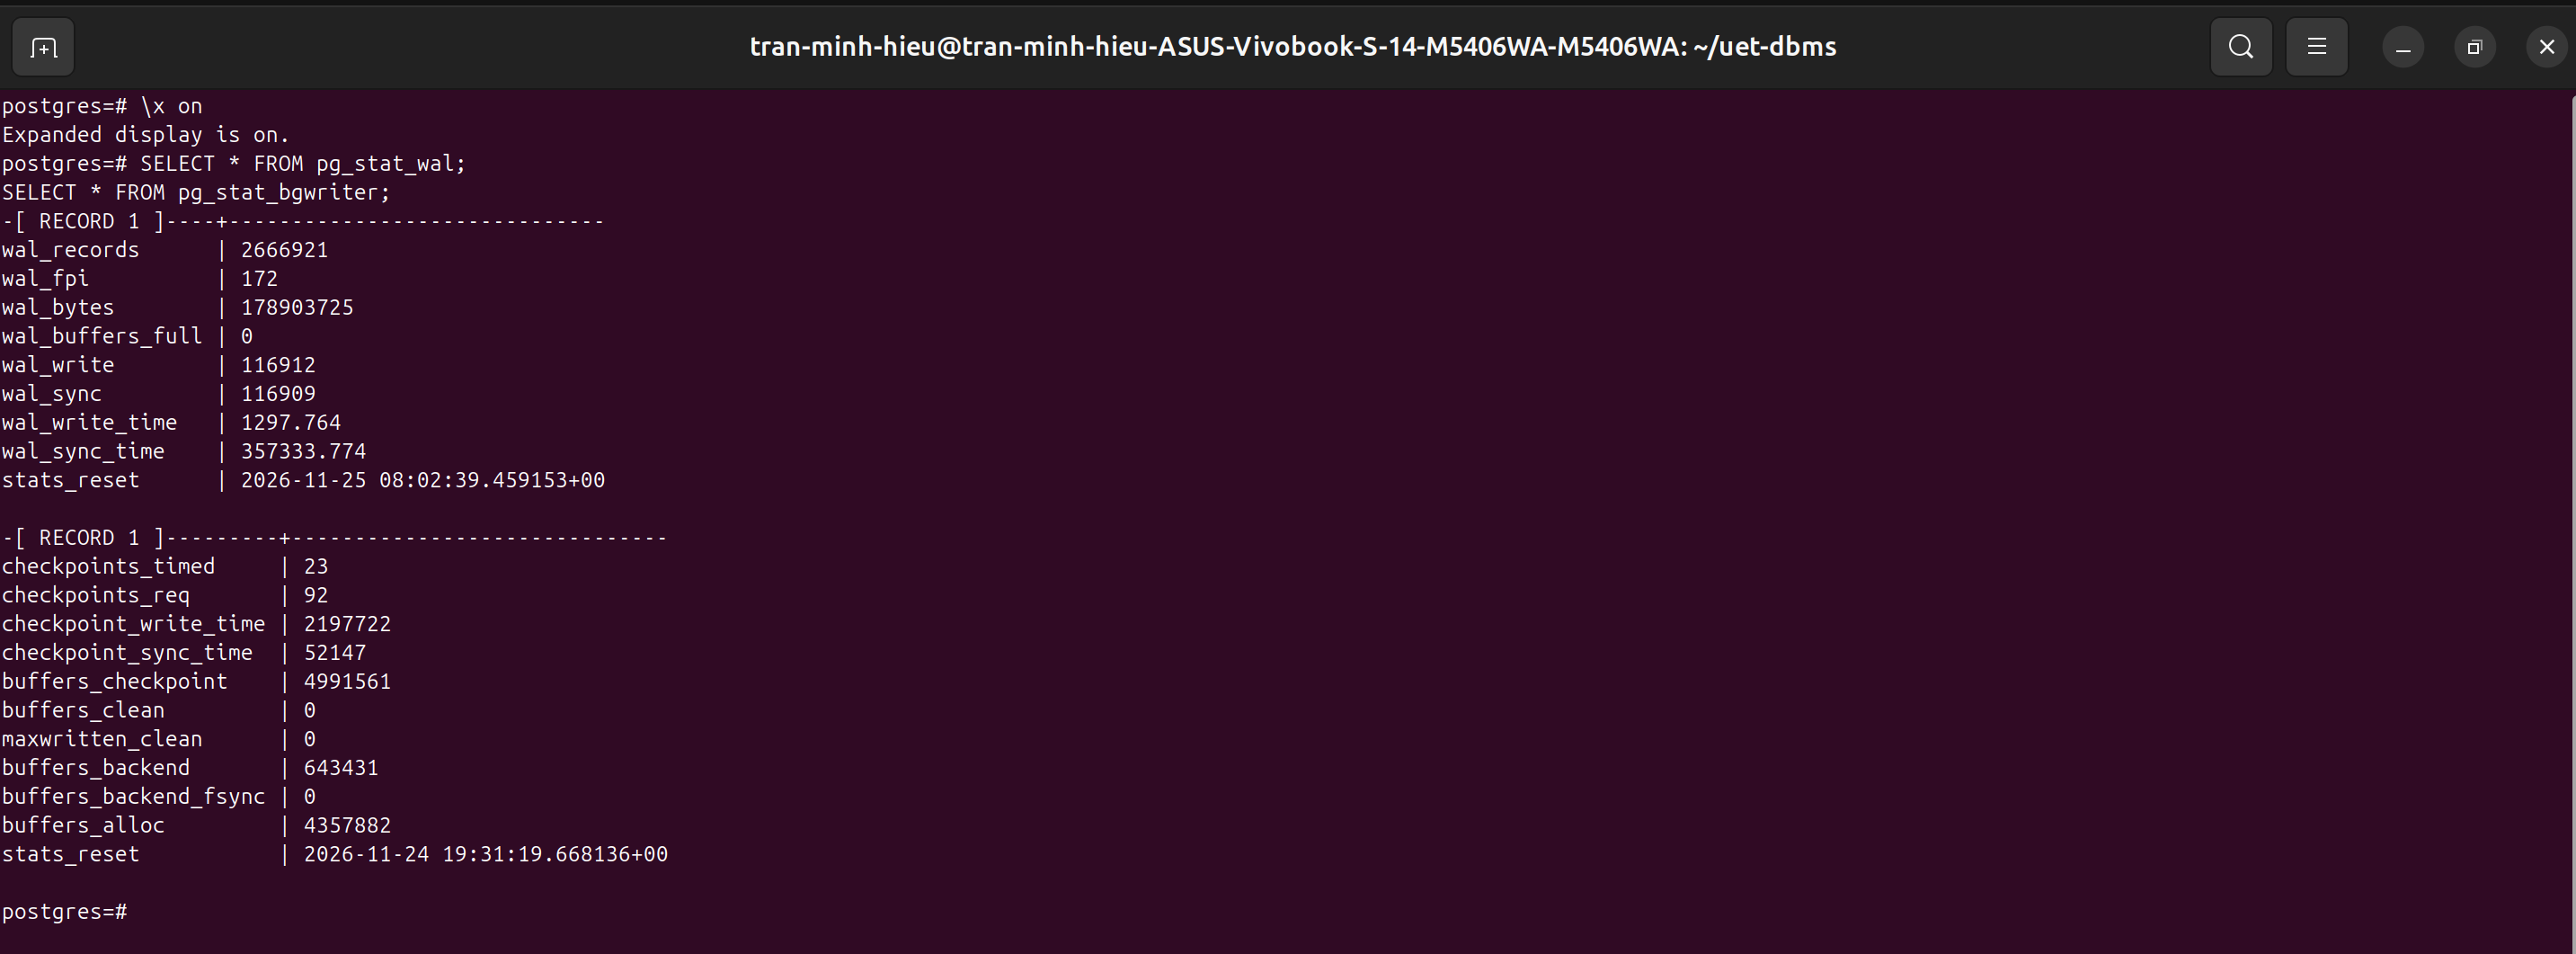 tran-minh-hieu@tran-minh-hieu-ASUS-Vivobook-S-14-M5406WA-M5406WA: ~/uet-dbms
postgres=# \x on
Expanded display is on.
postgres=# SELECT * FROM pg_stat_wal;
SELECT * FROM pg_stat_bgwriter;
-[ RECORD 1 ]----+------------------------------
wal_records      | 2666921
wal_fpi          | 172
wal_bytes        | 178903725
wal_buffers_full | 0
wal_write        | 116912
wal_sync         | 116909
wal_write_time   | 1297.764
wal_sync_time    | 357333.774
stats_reset      | 2026-11-25 08:02:39.459153+00
-[ RECORD 1 ]---------+------------------------------
checkpoints_timed     | 23
checkpoints_req       | 92
checkpoint_write_time | 2197722
checkpoint_sync_time  | 52147
buffers_checkpoint    | 4991561
buffers_clean         | 0
maxwritten_clean      | 0
buffers_backend       | 643431
buffers_backend_fsync | 0
buffers_alloc         | 4357882
stats_reset           | 2026-11-24 19:31:19.668136+00
postgres=#